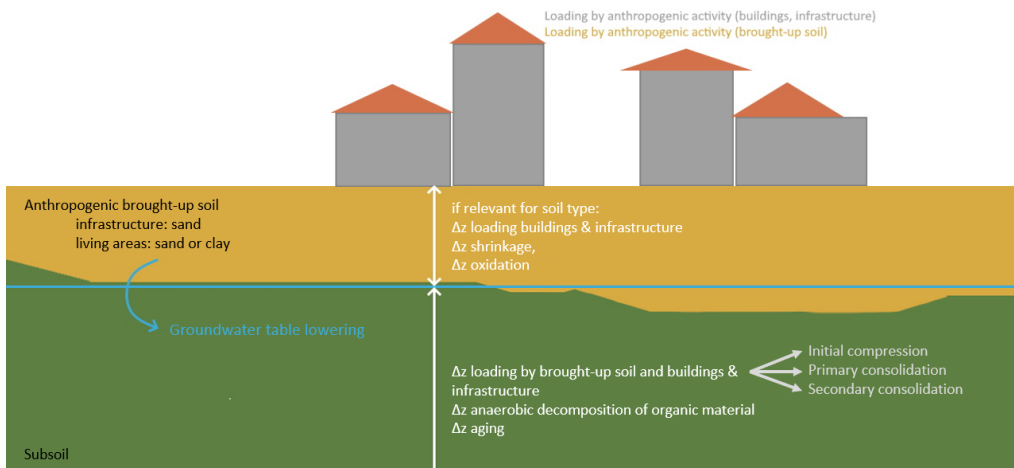 Loading by anthropogenic activity (buildings, infrastructure)
Loading by anthropogenic activity (brought-up soil)
Anthropogenic brought-up soil
infrastructure: sand
living areas: sand or clay
if relevant for soil type:
Δz loading buildings & infrastructure
Δz shrinkage,
Δz oxidation
Groundwater table lowering
Δz loading by brought-up soil and buildings &
infrastructure
Δz anaerobic decomposition of organic material
Δz aging
Initial compression
Primary consolidation
Secondary consolidation
Subsoil